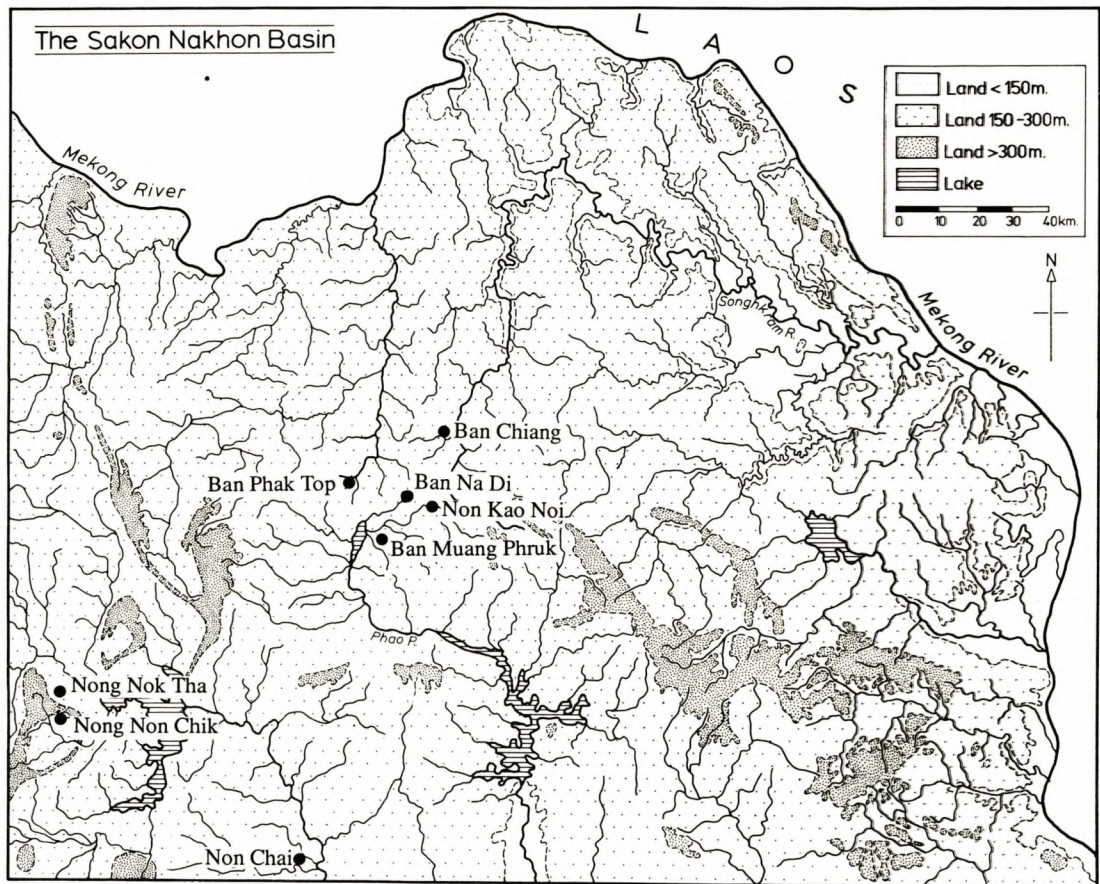 The Sakon Nakhon Basin
LAOS
Land < 150m.
Land 150-300m.
Land >300m.
Lake
0 10 20 30 40km.
N
Mekong River
Mekong River
Songhkram R.
Ban Chiang
Ban Phak Top
Ban Na Di
Non Kao Noi
Ban Muang Phruk
Phao R.
Nong Nok Tha
Nong Non Chik
Non Chai